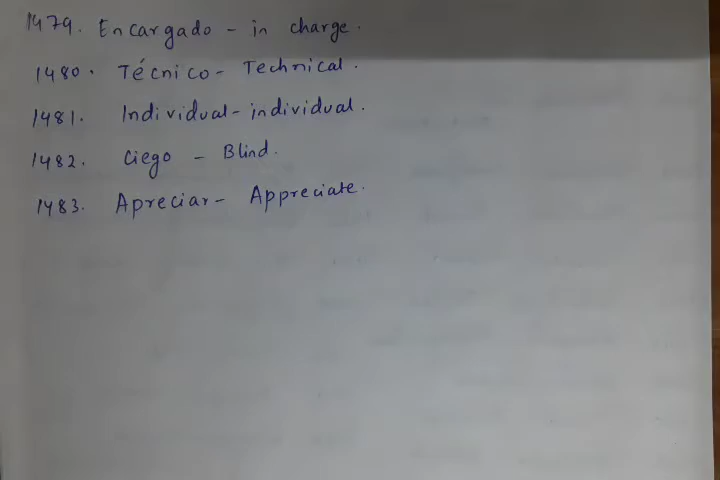 1479. Encargado - in charge.
1480. Técnico - Technical.
1481. Individual - individual.
1482. Ciego - Blind.
1483. Apreciar - Appreciate.